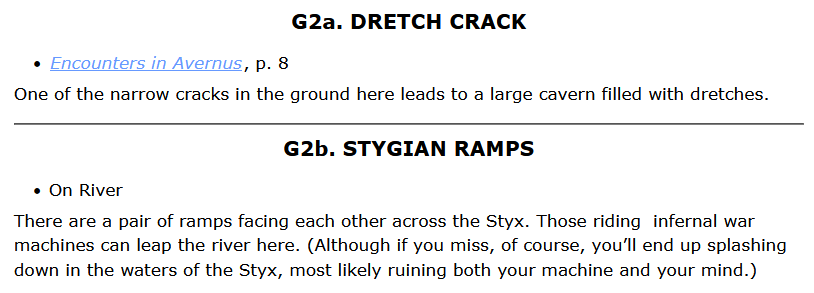 G2a. DRETCH CRACK
• Encounters in Avernus, p. 8
One of the narrow cracks in the ground here leads to a large cavern filled with dretches.
G2b. STYGIAN RAMPS
• On River
There are a pair of ramps facing each other across the Styx. Those riding  infernal war
machines can leap the river here. (Although if you miss, of course, you’ll end up splashing
down in the waters of the Styx, most likely ruining both your machine and your mind.)